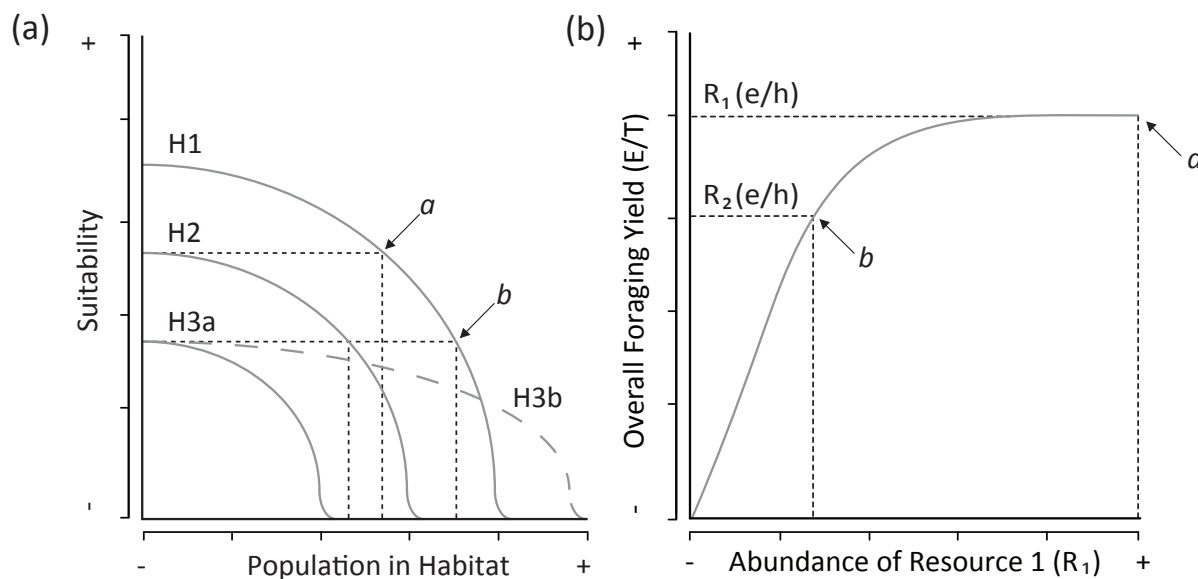 (a)
+
Suitability
-
H1
H2
H3a
H3b
a
b
-
Population in Habitat
+
(b)
+
Overall Foraging Yield (E/T)
-
R₁(e/h)
R₂(e/h)
a
b
-
Abundance of Resource 1 (R₁)
+